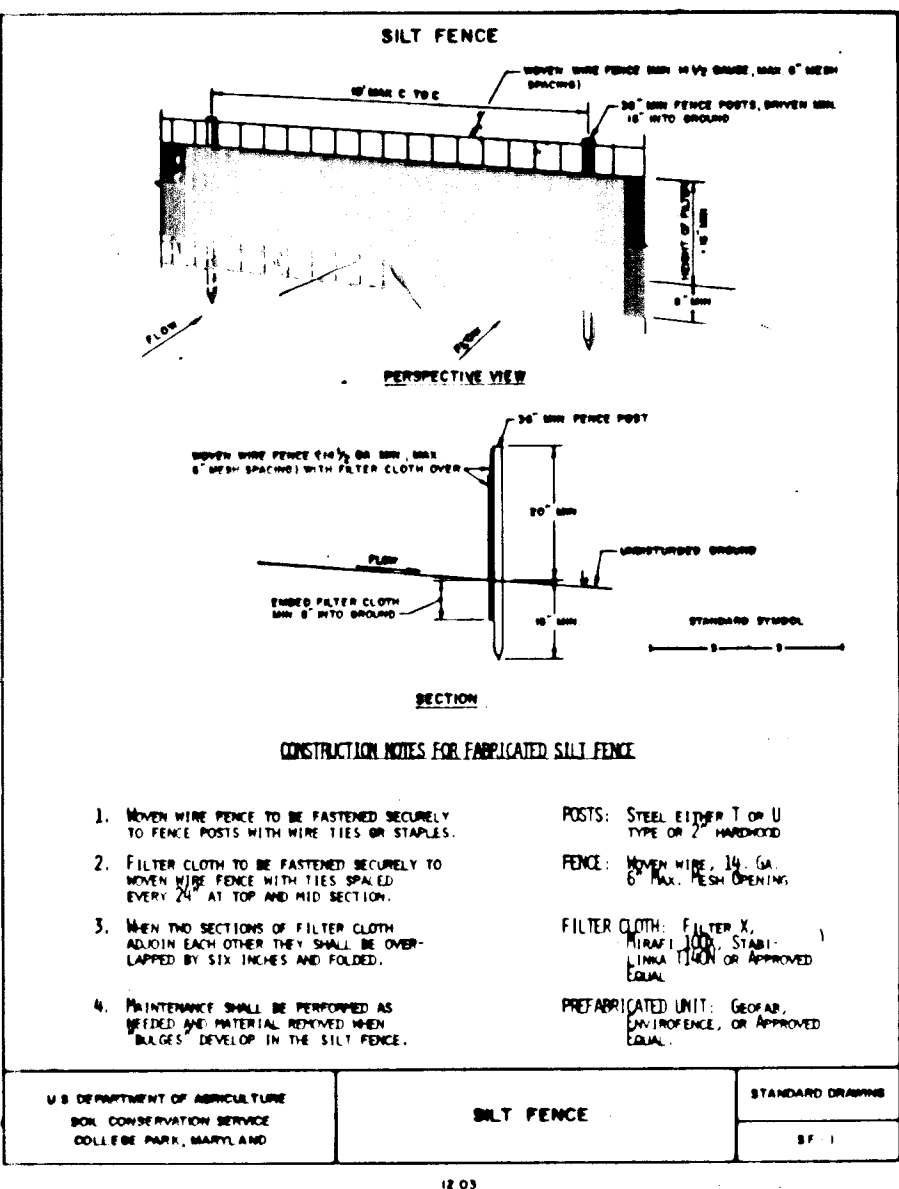 SILT FENCE
WOVEN WIRE FENCE (MIN 14 1/2 GAUGE, MAX 6" MESH
SPACING)
10' MAX C TO C
36" MIN FENCE POSTS, DRIVEN MIN
16" INTO GROUND
HEIGHT OF FILTER
16" MIN
8" MIN
FLOW
FLOW
PERSPECTIVE VIEW
36" MIN FENCE POST
WOVEN WIRE FENCE (14 1/2 GA MIN, MAX
6" MESH SPACING) WITH FILTER CLOTH OVER
20" MIN
FLOW
UNDISTURBED GROUND
EMBED FILTER CLOTH
MIN 8" INTO GROUND
16" MIN
STANDARD SYMBOL
S S
SECTION
CONSTRUCTION NOTES FOR FABRICATED SILT FENCE
1. WOVEN WIRE FENCE TO BE FASTENED SECURELY
TO FENCE POSTS WITH WIRE TIES OR STAPLES.
2. FILTER CLOTH TO BE FASTENED SECURELY TO
WOVEN WIRE FENCE WITH TIES SPACED
EVERY 24" AT TOP AND MID SECTION.
3. WHEN TWO SECTIONS OF FILTER CLOTH
ADJOIN EACH OTHER THEY SHALL BE OVER-
LAPPED BY SIX INCHES AND FOLDED.
4. MAINTENANCE SHALL BE PERFORMED AS
NEEDED AND MATERIAL REMOVED WHEN
"BULGES" DEVELOP IN THE SILT FENCE.
POSTS: STEEL EITHER T OR U
TYPE OR 2" HARDWOOD
FENCE: WOVEN WIRE, 14. GA.
6" MAX. MESH OPENING
FILTER CLOTH: FILTER X,
MIRAFI 100X, STABI-
LINKA T140N OR APPROVED
EQUAL
PREFABRICATED UNIT: GEOFAB,
ENVIROFENCE, OR APPROVED
EQUAL.
U S DEPARTMENT OF AGRICULTURE
SOIL CONSERVATION SERVICE
COLLEGE PARK, MARYLAND
SILT FENCE
STANDARD DRAWING
SF-1
12 03